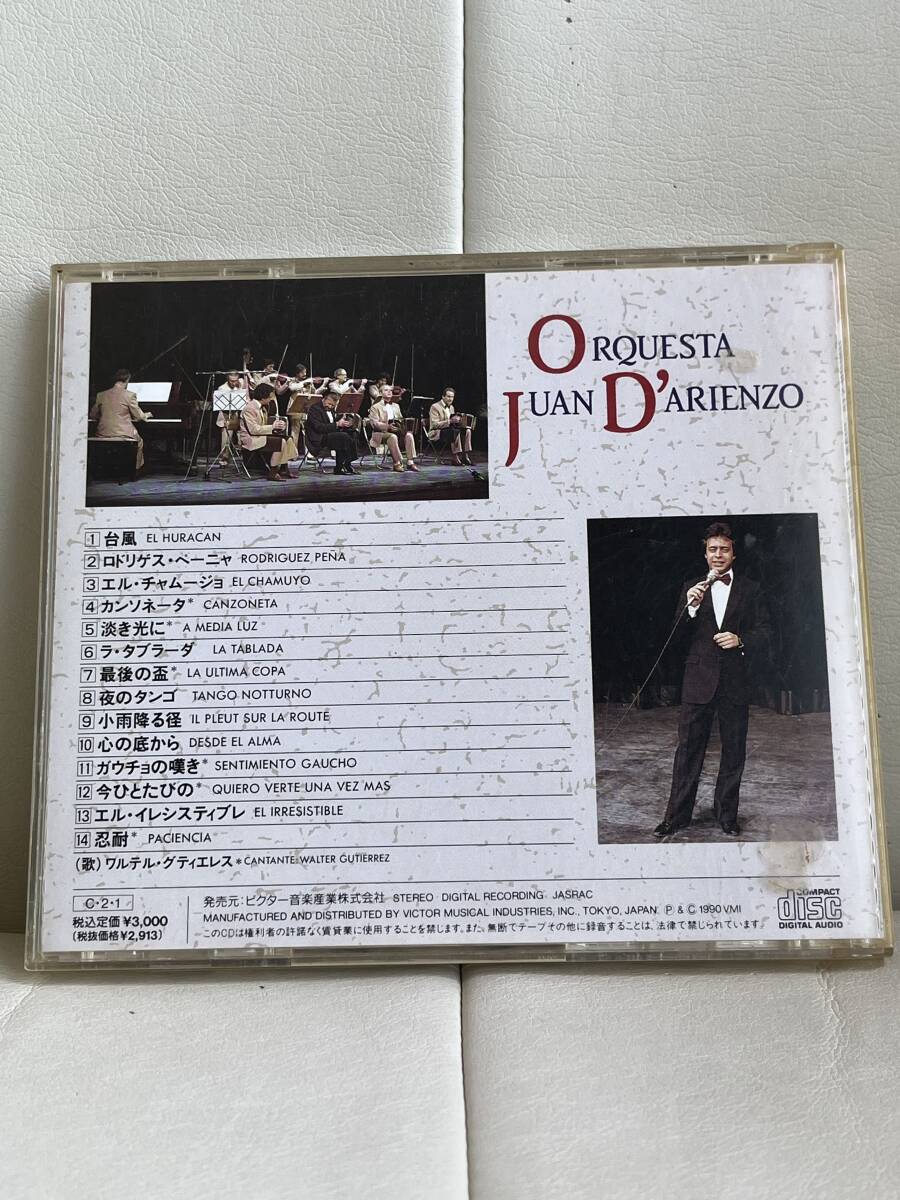 ORQUESTA
JUAN D'ARIENZO
1 台風 EL HURACAN
2 ロドリゲス・ペーニャ RODRIGUEZ PEÑA
3 エル・チャムージョ EL CHAMUYO
4 カンソネータ* CANZONETA
5 淡き光に* A MEDIA LUZ
6 ラ・タブラーダ LA TABLADA
7 最後の盃* LA ULTIMA COPA
8 夜のタンゴ TANGO NOTTURNO
9 小雨降る径 IL PLEUT SUR LA ROUTE
10 心の底から DESDE EL ALMA
11 ガウチョの嘆き* SENTIMIENTO GAUCHO
12 今ひとたびの* QUIERO VERTE UNA VEZ MAS
13 エル・イレシスティブレ EL IRRESISTIBLE
14 忍耐* PACIENCIA
(歌)ワルテル・グティエレス *CANTANTE: WALTER GUTIÉRREZ
C・2・1
税込定価¥3,000
(税抜価格¥2,913)
発売元:ビクター音楽産業株式会社 STEREO DIGITAL RECORDING JASRAC
MANUFACTURED AND DISTRIBUTED BY VICTOR MUSICAL INDUSTRIES, INC., TOKYO, JAPAN Ⓟ & © 1990 VMI
このCDは権利者の許諾なく賃貸業に使用することを禁じます。また、無断でテープその他に録音することは、法律で禁じられています。
COMPACT
disc
DIGITAL AUDIO